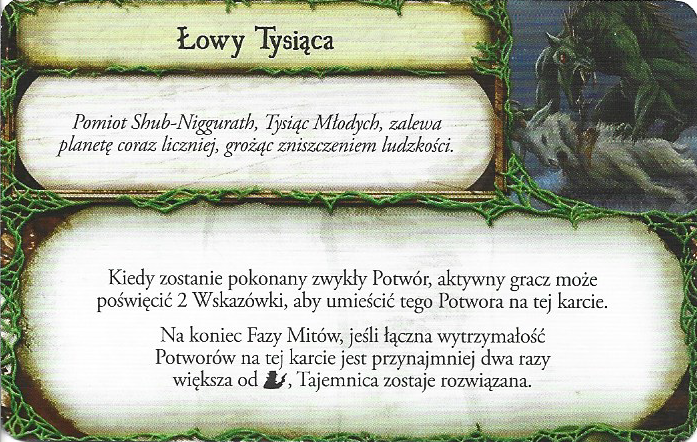 Łowy Tysiąca
Pomiot Shub-Niggurath, Tysiąc Młodych, zalewa
planetę coraz liczniej, grożąc zniszczeniem ludzkości.
Kiedy zostanie pokonany zwykły Potwór, aktywny gracz może
poświęcić 2 Wskazówki, aby umieścić tego Potwora na tej karcie.
Na koniec Fazy Mitów, jeśli łączna wytrzymałość
Potworów na tej karcie jest przynajmniej dwa razy
większa od , Tajemnica zostaje rozwiązana.